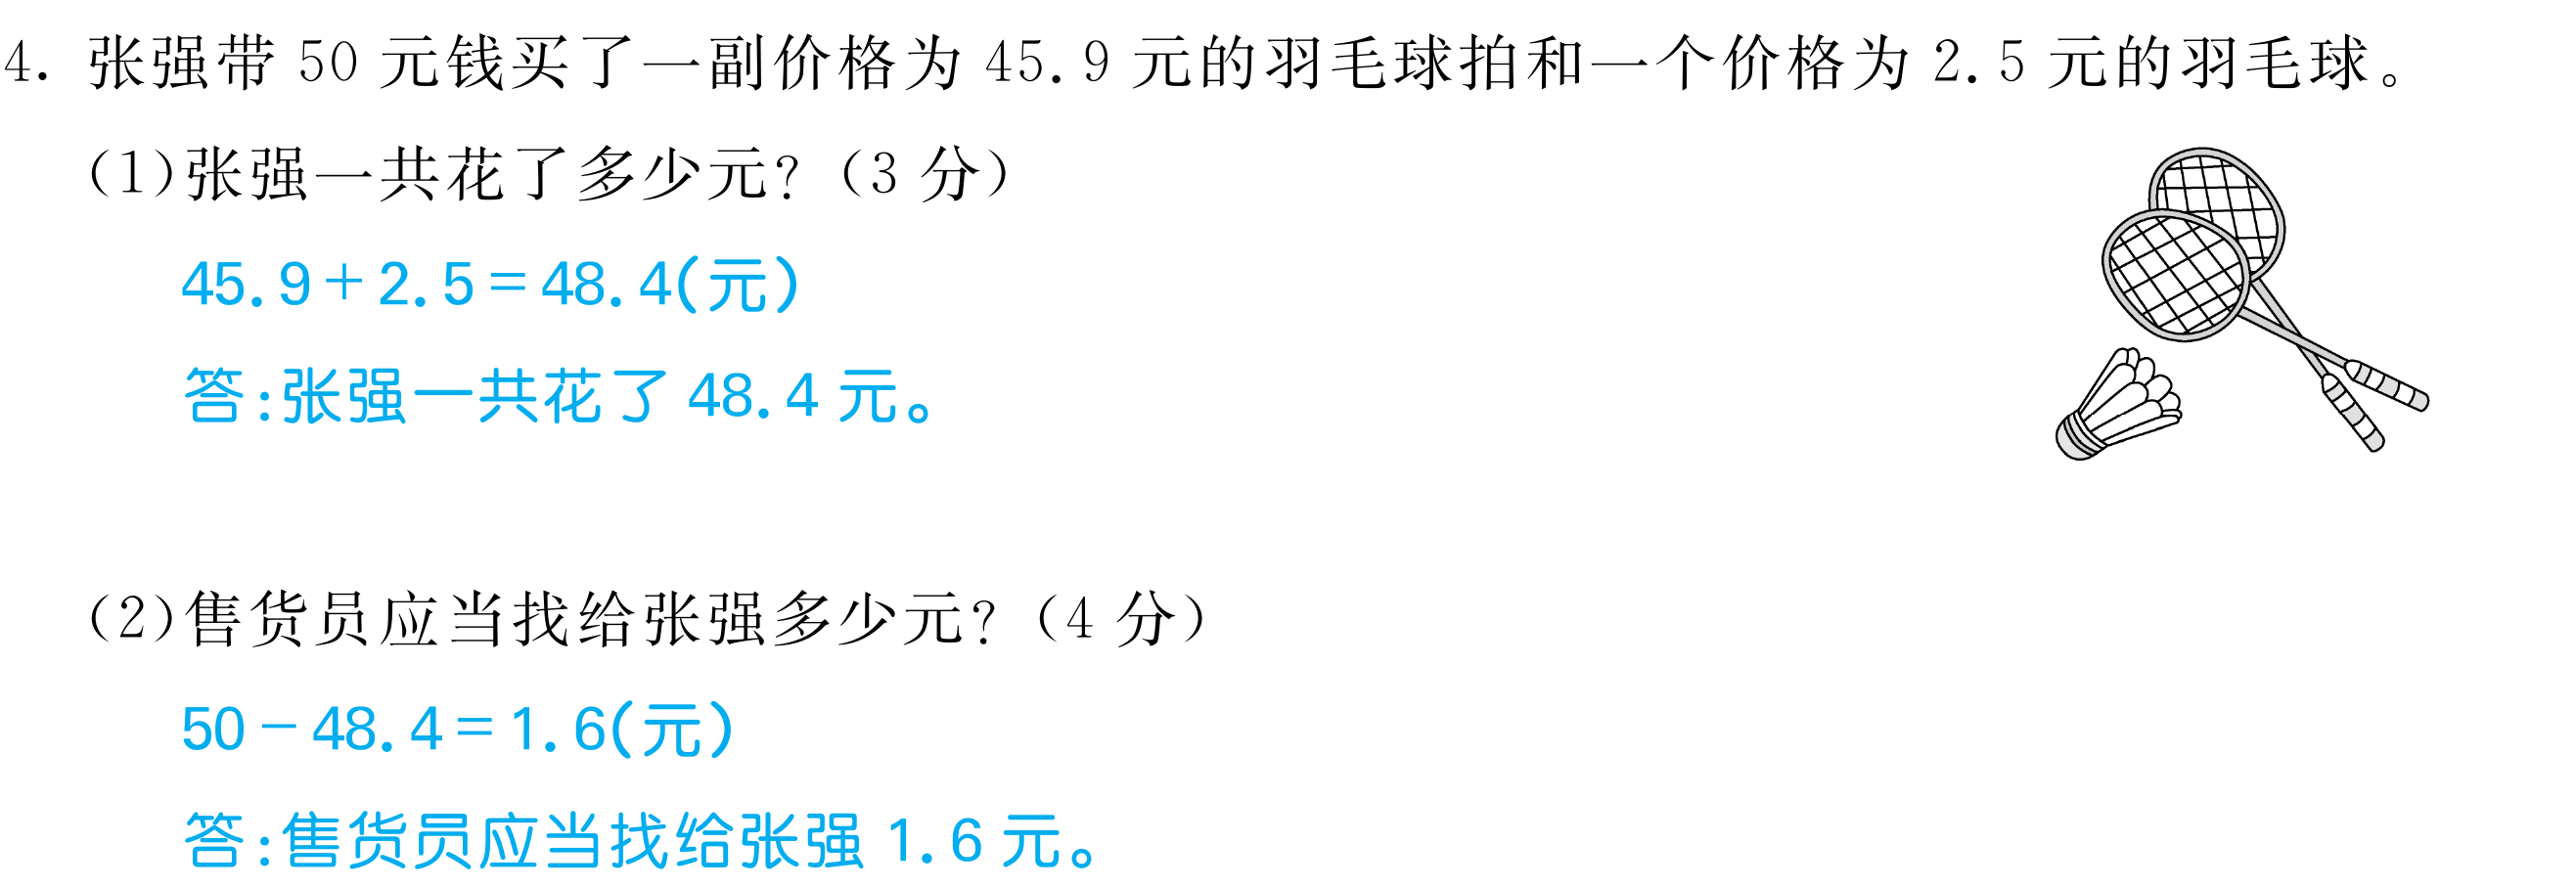 4. 张强带 50 元钱买了一副价格为 45.9 元的羽毛球拍和一个价格为 2.5 元的羽毛球。
(1)张强一共花了多少元?(3 分)
45.9+2.5=48.4(元)
答:张强一共花了 48.4 元。
(2)售货员应当找给张强多少元?(4 分)
50-48.4=1.6(元)
答:售货员应当找给张强 1.6 元。